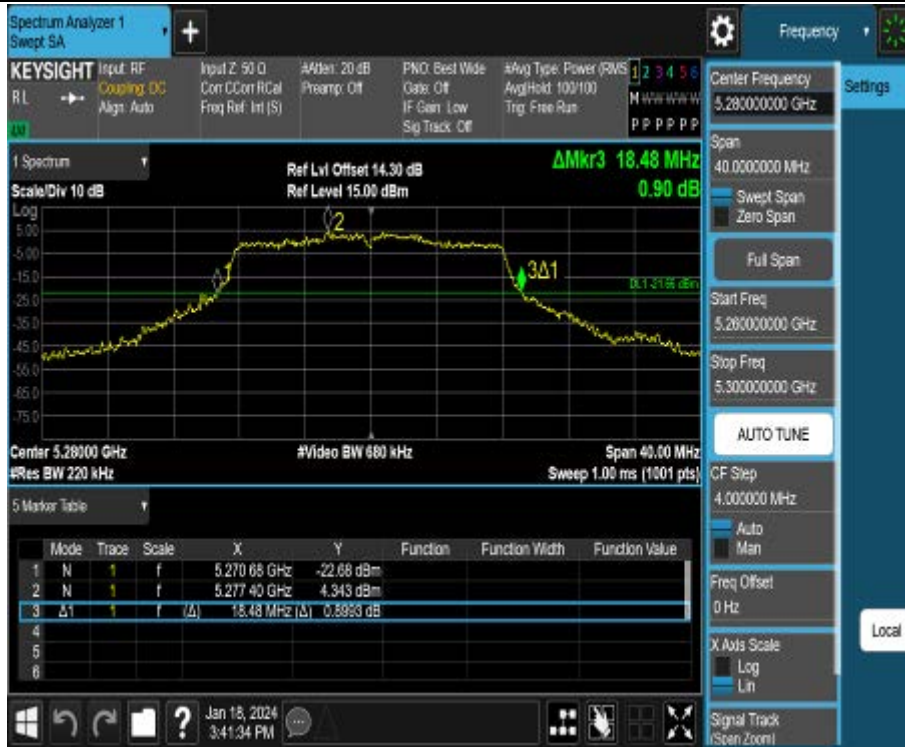 Spectrum Analyzer 1
Swept SA
+
Frequency
KEYSIGHT
RL
Input: RF
Coupling: DC
Align: Auto
Input Z: 50 Ω
Corr CCorr RCal
Freq Ref: Int (S)
#Atten: 20 dB
Preamp: Off
PNO: Best Wide
Gate: Off
IF Gain: Low
Sig Track: Off
#Avg Type: Power (RMS
Avg|Hold: 100/100
Trig: Free Run
1 2 3 4 5 6
M W W W W W
P P P P P P
1 Spectrum
Scale/Div 10 dB
Ref Lvl Offset 14.30 dB
Ref Level 15.00 dBm
ΔMkr3 18.48 MHz
0.90 dB
Log
5.00
-5.00
-15.0
-25.0
-35.0
-45.0
-55.0
-65.0
-75.0
1
2
3Δ1
DL1 -21.66 dBm
Center 5.28000 GHz
#Res BW 220 kHz
#Video BW 680 kHz
Span 40.00 MHz
Sweep 1.00 ms (1001 pts)
5 Marker Table
Mode Trace Scale X Y Function Function Width Function Value
1 N 1 f 5.270 68 GHz -22.68 dBm
2 N 1 f 5.277 40 GHz 4.343 dBm
3 Δ1 1 f (Δ) 18.48 MHz (Δ) 0.8993 dB
4
5
6
?
Jan 18, 2024
3:41:34 PM
Center Frequency
5.280000000 GHz
Settings
Span
40.0000000 MHz
Swept Span
Zero Span
Full Span
Start Freq
5.260000000 GHz
Stop Freq
5.300000000 GHz
AUTO TUNE
CF Step
4.000000 MHz
Auto
Man
Freq Offset
0 Hz
X Axis Scale
Log
Lin
Local
Signal Track
(Span Zoom)